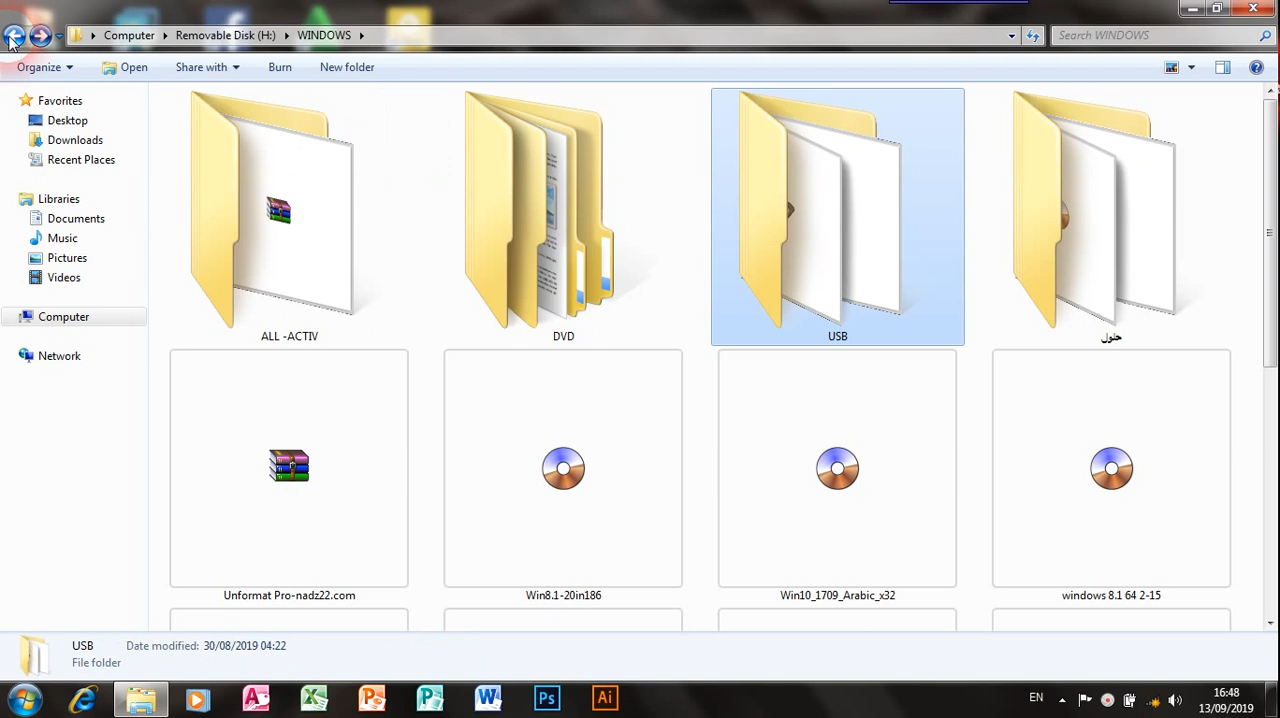 Computer Removable Disk (H:) WINDOWS
Search WINDOWS
Organize Open Share with Burn New folder
Favorites
Desktop
Downloads
Recent Places
Libraries
Documents
Music
Pictures
Videos
Computer
Network
ALL -ACTIV
DVD
USB
حلول
Unformat Pro-nadz22.com
Win8.1-20in186
Win10_1709_Arabic_x32
windows 8.1 64 2-15
USB Date modified: 30/08/2019 04:22
File folder
Ps
Ai
EN
16:48
13/09/2019